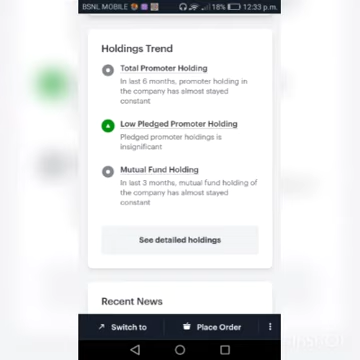 BSNL MOBILE 18% 12:33 p.m.
Holdings Trend
Total Promoter Holding
In last 6 months, promoter holding in
the company has almost stayed
constant
Low Pledged Promoter Holding
Pledged promoter holdings is
insignificant
Mutual Fund Holding
In last 3 months, mutual fund holding of
the company has almost stayed
constant
See detailed holdings
Recent News
Switch to Place Order